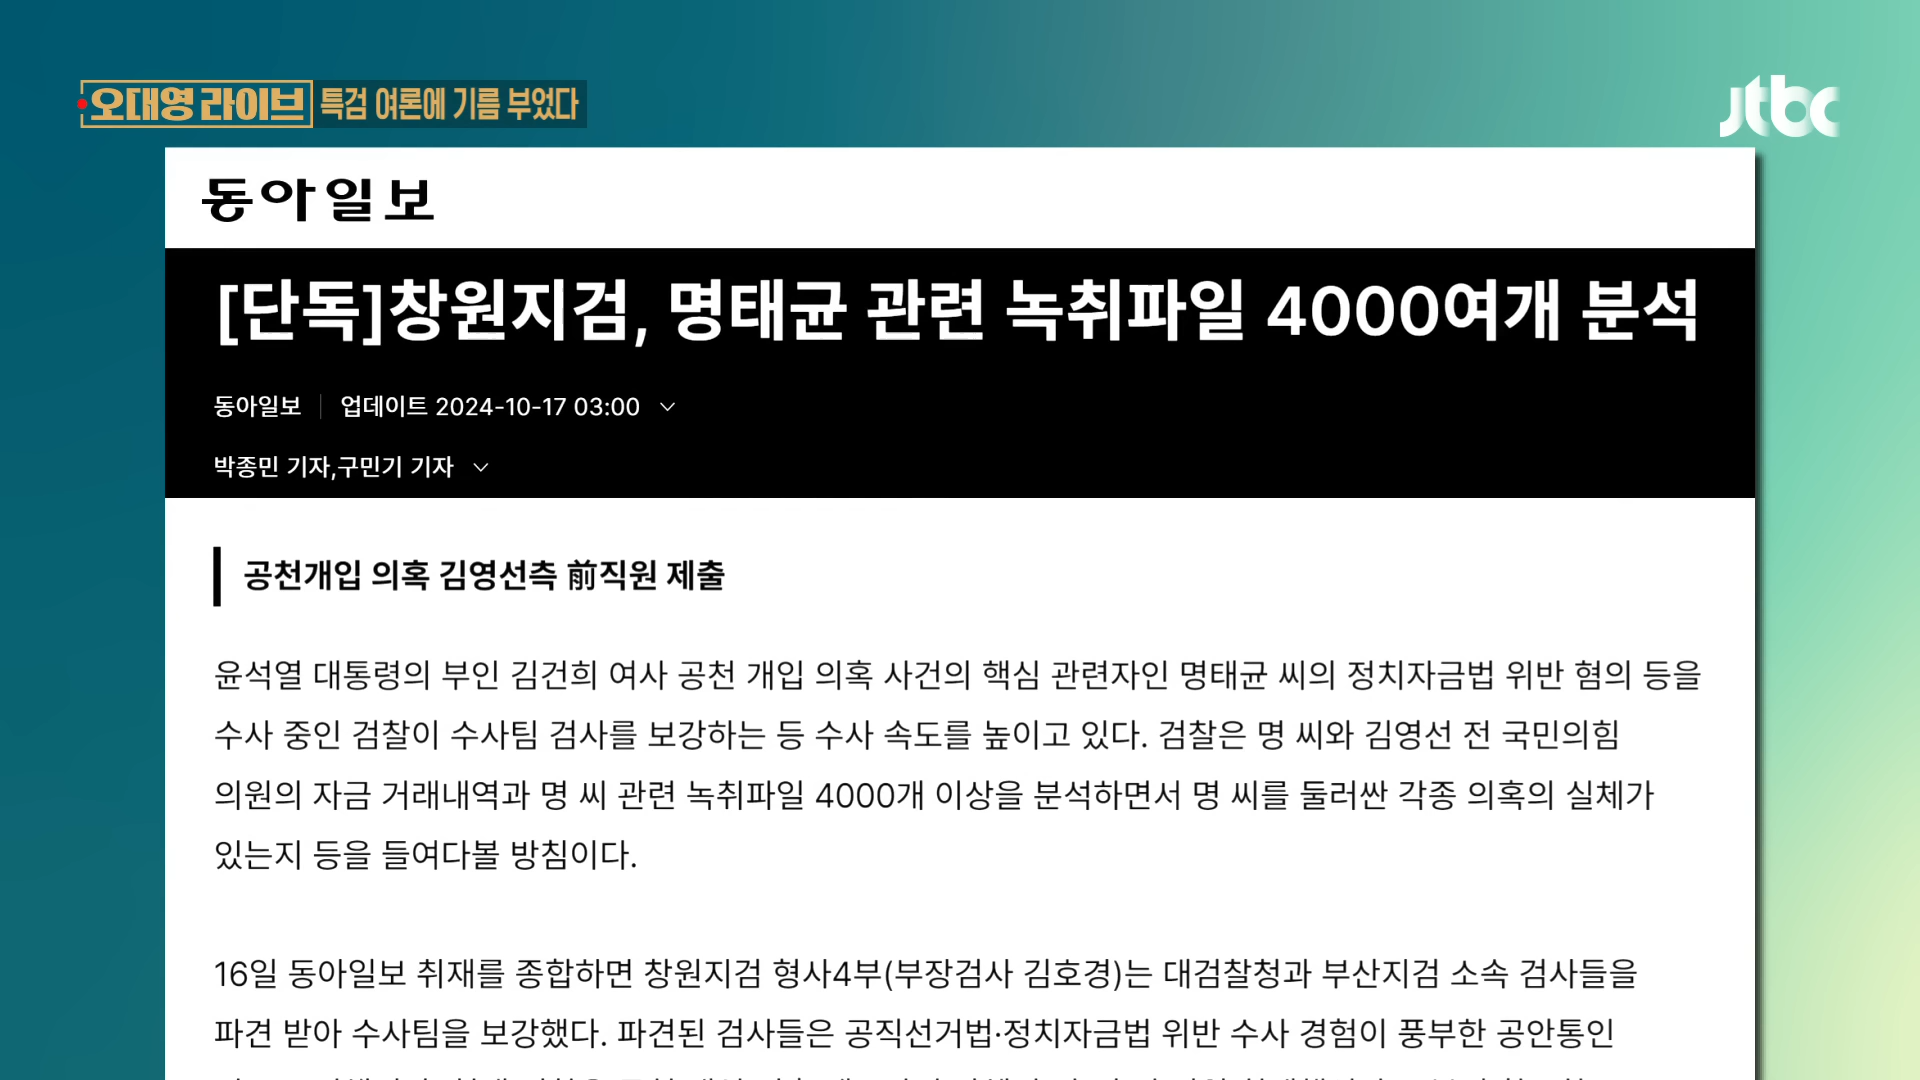 오대영 라이브 특검 여론에 기름 부었다
jtbc
동아일보
[단독]창원지검, 명태균 관련 녹취파일 4000여개 분석
동아일보 업데이트 2024-10-17 03:00
박종민 기자,구민기 기자
공천개입 의혹 김영선측 前직원 제출
윤석열 대통령의 부인 김건희 여사 공천 개입 의혹 사건의 핵심 관련자인 명태균 씨의 정치자금법 위반 혐의 등을
수사 중인 검찰이 수사팀 검사를 보강하는 등 수사 속도를 높이고 있다. 검찰은 명 씨와 김영선 전 국민의힘
의원의 자금 거래내역과 명 씨 관련 녹취파일 4000개 이상을 분석하면서 명 씨를 둘러싼 각종 의혹의 실체가
있는지 등을 들여다볼 방침이다.
16일 동아일보 취재를 종합하면 창원지검 형사4부(부장검사 김호경)는 대검찰청과 부산지검 소속 검사들을
파견 받아 수사팀을 보강했다. 파견된 검사들은 공직선거법·정치자금법 위반 수사 경험이 풍부한 공안통인